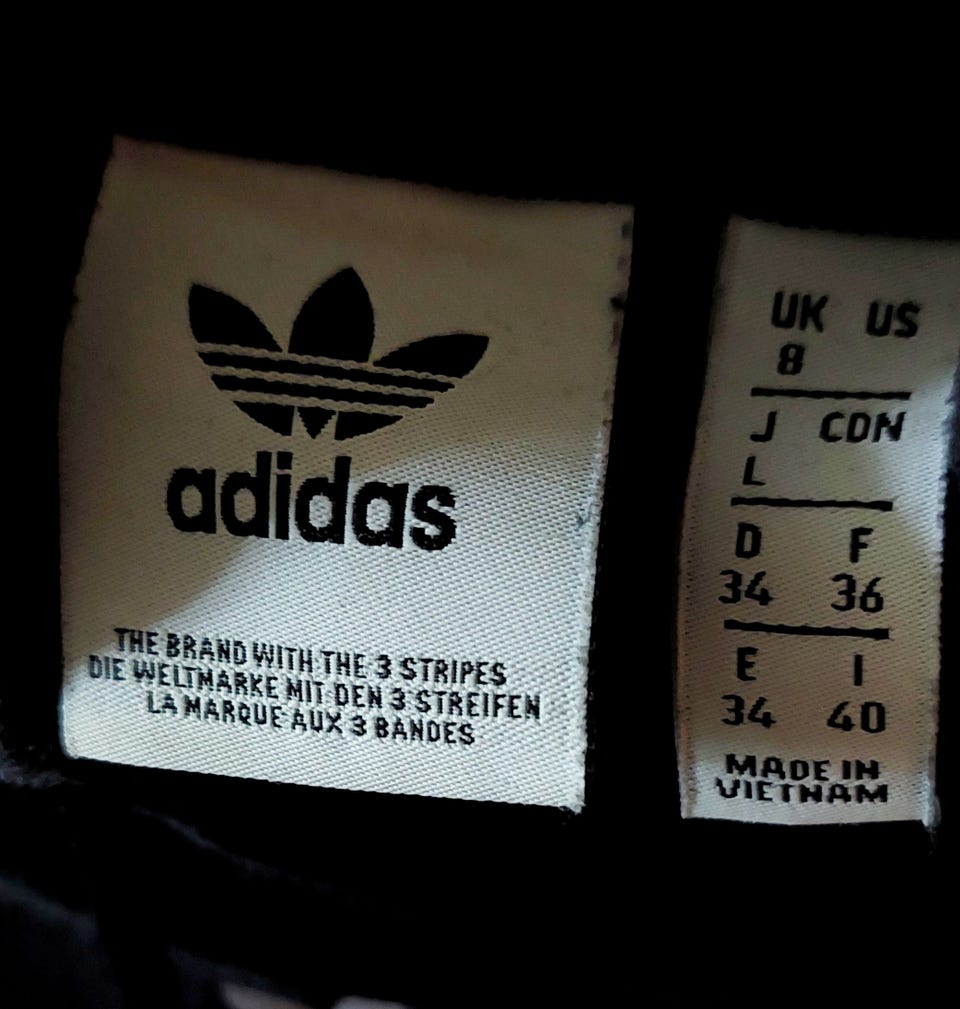 adidas
THE BRAND WITH THE 3 STRIPES
DIE WELTMARKE MIT DEN 3 STREIFEN
LA MARQUE AUX 3 BANDES
UK US
8
J CDN
L
D F
34 36
E I
34 40
MADE IN
VIETNAM